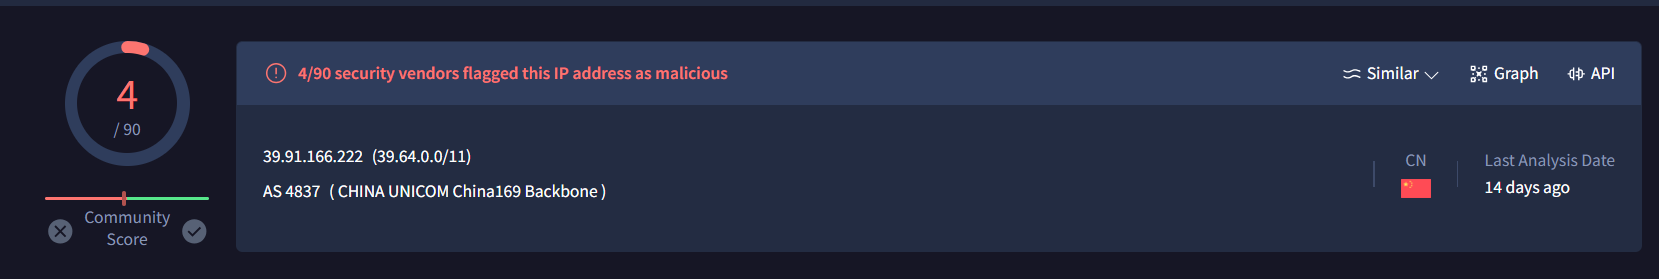 4
/ 90
Community
Score
4/90 security vendors flagged this IP address as malicious
Similar
Graph
API
39.91.166.222 (39.64.0.0/11)
AS 4837 ( CHINA UNICOM China169 Backbone )
CN
Last Analysis Date
14 days ago